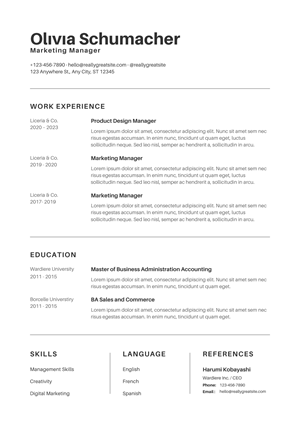 Olivia Schumacher
Marketing Manager
+123-456-7890 · hello@reallygreatsite.com · @reallygreatsite
123 Anywhere St., Any City, ST 12345
WORK EXPERIENCE
Liceria & Co.
2020 - 2023
Product Design Manager
Lorem ipsum dolor sit amet, consectetur adipiscing elit. Nunc sit amet sem nec
risus egestas accumsan. In enim nunc, tincidunt ut quam eget, luctus
sollicitudin neque. Sed leo nisl, semper ac hendrerit a, sollicitudin in arcu.
Liceria & Co.
2019 - 2020
Marketing Manager
Lorem ipsum dolor sit amet, consectetur adipiscing elit. Nunc sit amet sem nec
risus egestas accumsan. In enim nunc, tincidunt ut quam eget, luctus
sollicitudin neque. Sed leo nisl, semper ac hendrerit a, sollicitudin in arcu.
Liceria & Co.
2017 - 2019
Marketing Manager
Lorem ipsum dolor sit amet, consectetur adipiscing elit. Nunc sit amet sem nec
risus egestas accumsan. In enim nunc, tincidunt ut quam eget, luctus
sollicitudin neque. Sed leo nisl, semper ac hendrerit a, sollicitudin in arcu.
EDUCATION
Wardiere University
2011 - 2015
Master of Business Administration Accounting
Lorem ipsum dolor sit amet, consectetur adipiscing elit. Nunc sit amet sem nec
risus egestas accumsan. In enim nunc, tincidunt ut quam eget.
Borcelle University
2011 - 2015
BA Sales and Commerce
Lorem ipsum dolor sit amet, consectetur adipiscing elit. Nunc sit amet sem nec
risus egestas accumsan. In enim nunc, tincidunt ut quam eget.
SKILLS
Management Skills
Creativity
Digital Marketing
LANGUAGE
English
French
Spanish
REFERENCES
Harumi Kobayashi
Wardiere Inc. / CEO
Phone: 123-456-7890
Email: hello@reallygreatsite.com